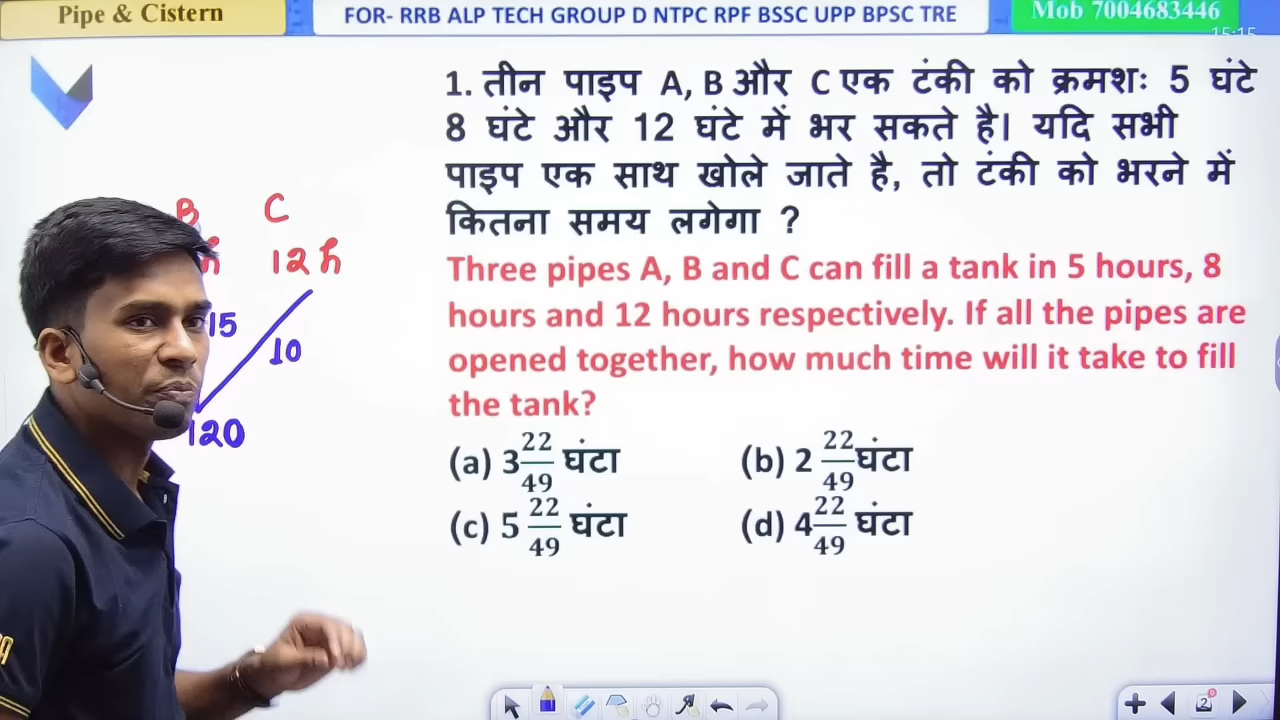 Pipe & Cistern
FOR- RRB ALP TECH GROUP D NTPC RPF BSSC UPP BPSC TRE
Mob 7004683446
15:15
1. तीन पाइप A, B और C एक टंकी को क्रमशः 5 घंटे
8 घंटे और 12 घंटे में भर सकते है। यदि सभी
पाइप एक साथ खोले जाते है, तो टंकी को भरने में
कितना समय लगेगा ?
Three pipes A, B and C can fill a tank in 5 hours, 8
hours and 12 hours respectively. If all the pipes are
opened together, how much time will it take to fill
the tank?
(a) 3 22/49 घंटा (b) 2 22/49 घंटा
(c) 5 22/49 घंटा (d) 4 22/49 घंटा
B C
h 12 h
15
10
120
2